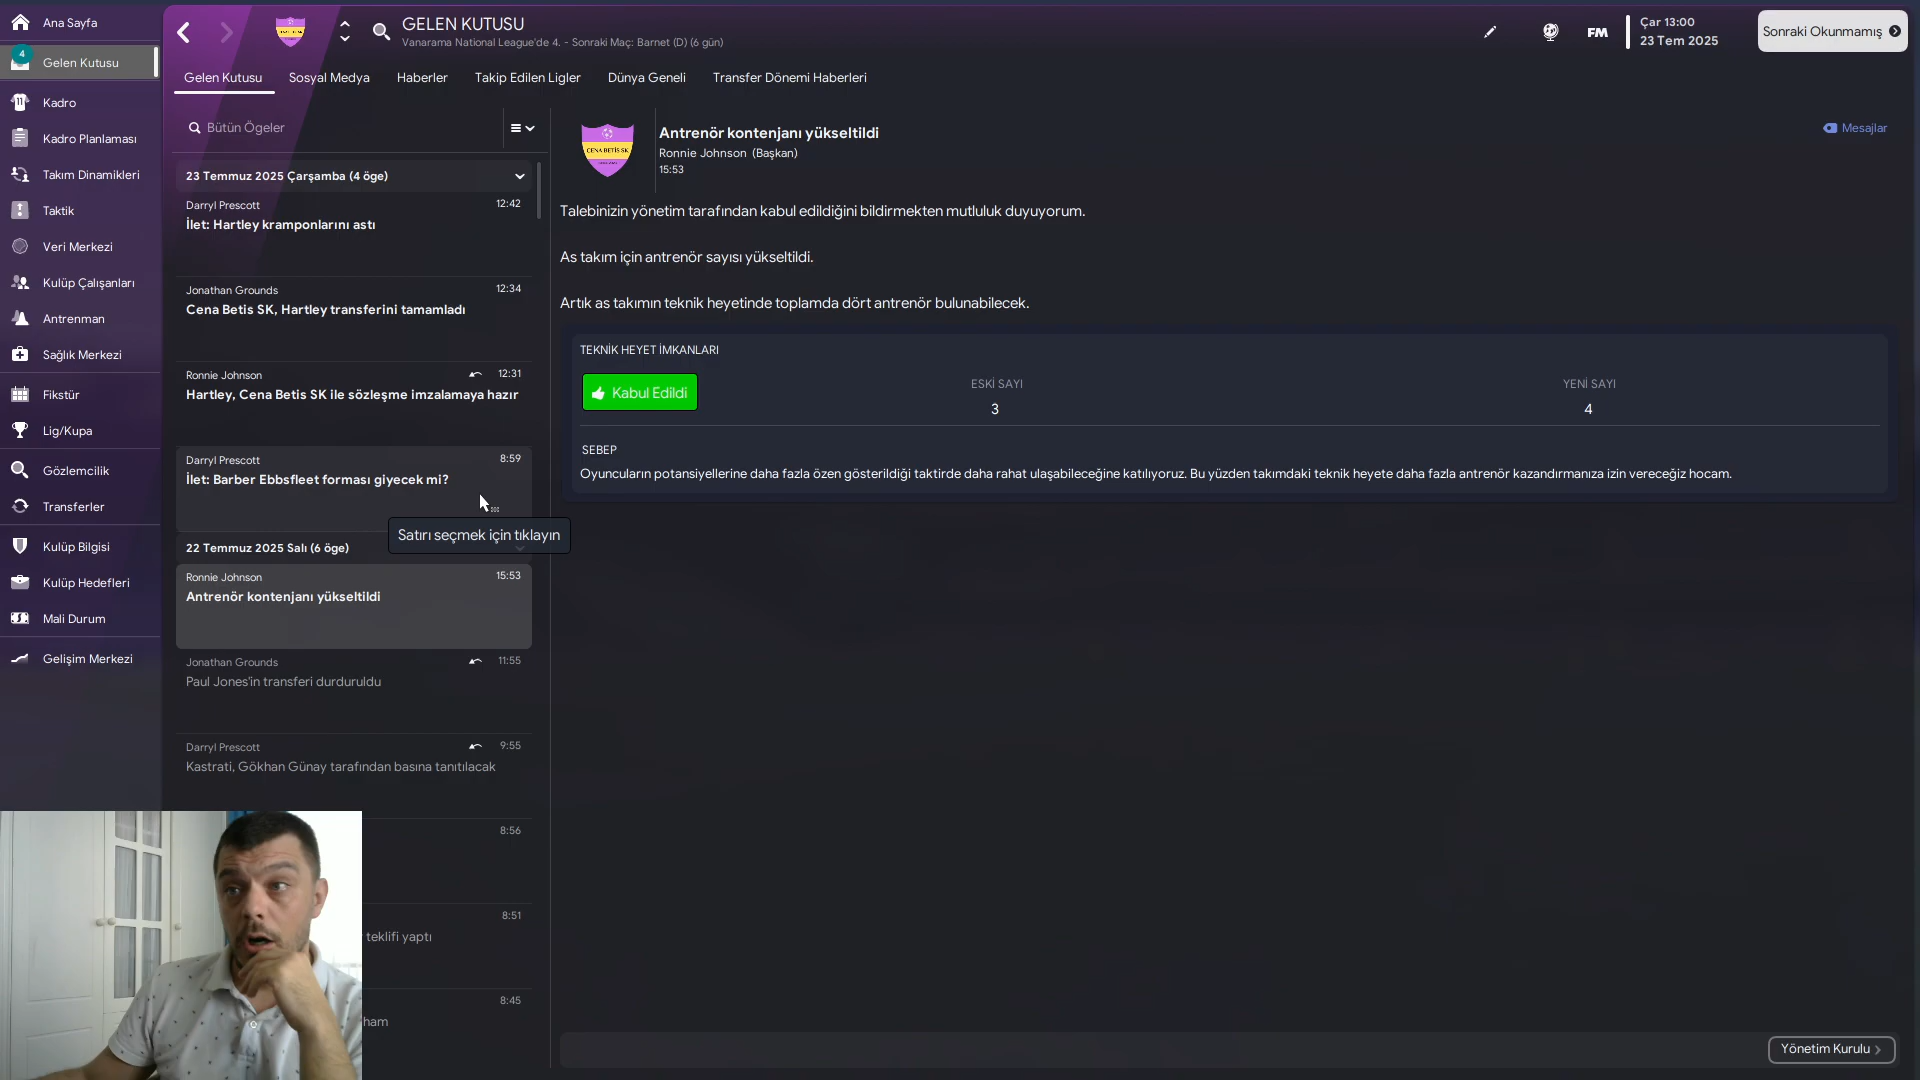 Ana Sayfa
4
Gelen Kutusu
Kadro
Kadro Planlaması
Takım Dinamikleri
Taktik
Veri Merkezi
Kulüp Çalışanları
Antrenman
Sağlık Merkezi
Fikstür
Lig/Kupa
Gözlemcilik
Transferler
Kulüp Bilgisi
Kulüp Hedefleri
Mali Durum
Gelişim Merkezi
GELEN KUTUSU
Vanarama National League'de 4. - Sonraki Maç: Barnet (D) (6 gün)
FM
Çar 13:00
23 Tem 2025
Sonraki Okunmamış
Gelen Kutusu
Sosyal Medya
Haberler
Takip Edilen Ligler
Dünya Geneli
Transfer Dönemi Haberleri
Bütün Ögeler
23 Temmuz 2025 Çarşamba (4 öge)
Darryl Prescott 12:42
İlet: Hartley kramponlarını astı
Jonathan Grounds 12:34
Cena Betis SK, Hartley transferini tamamladı
Ronnie Johnson 12:31
Hartley, Cena Betis SK ile sözleşme imzalamaya hazır
Darryl Prescott 8:59
İlet: Barber Ebbsfleet forması giyecek mi?
Satırı seçmek için tıklayın
22 Temmuz 2025 Salı (6 öge)
Ronnie Johnson 15:53
Antrenör kontenjanı yükseltildi
Jonathan Grounds 11:55
Paul Jones'in transferi durduruldu
Darryl Prescott 9:55
Kastrati, Gökhan Günay tarafından basına tanıtılacak
8:56
8:51
teklifi yaptı
8:45
ham
CENA BETİS SK
Antrenör kontenjanı yükseltildi
Ronnie Johnson (Başkan)
15:53
Mesajlar
Talebinizin yönetim tarafından kabul edildiğini bildirmekten mutluluk duyuyorum.
As takım için antrenör sayısı yükseltildi.
Artık as takımın teknik heyetinde toplamda dört antrenör bulunabilecek.
TEKNİK HEYET İMKANLARI
Kabul Edildi
ESKİ SAYI
3
YENİ SAYI
4
SEBEP
Oyuncuların potansiyellerine daha fazla özen gösterildiği taktirde daha rahat ulaşabileceğine katılıyoruz. Bu yüzden takımdaki teknik heyete daha fazla antrenör kazandırmanıza izin vereceğiz hocam.
Yönetim Kurulu